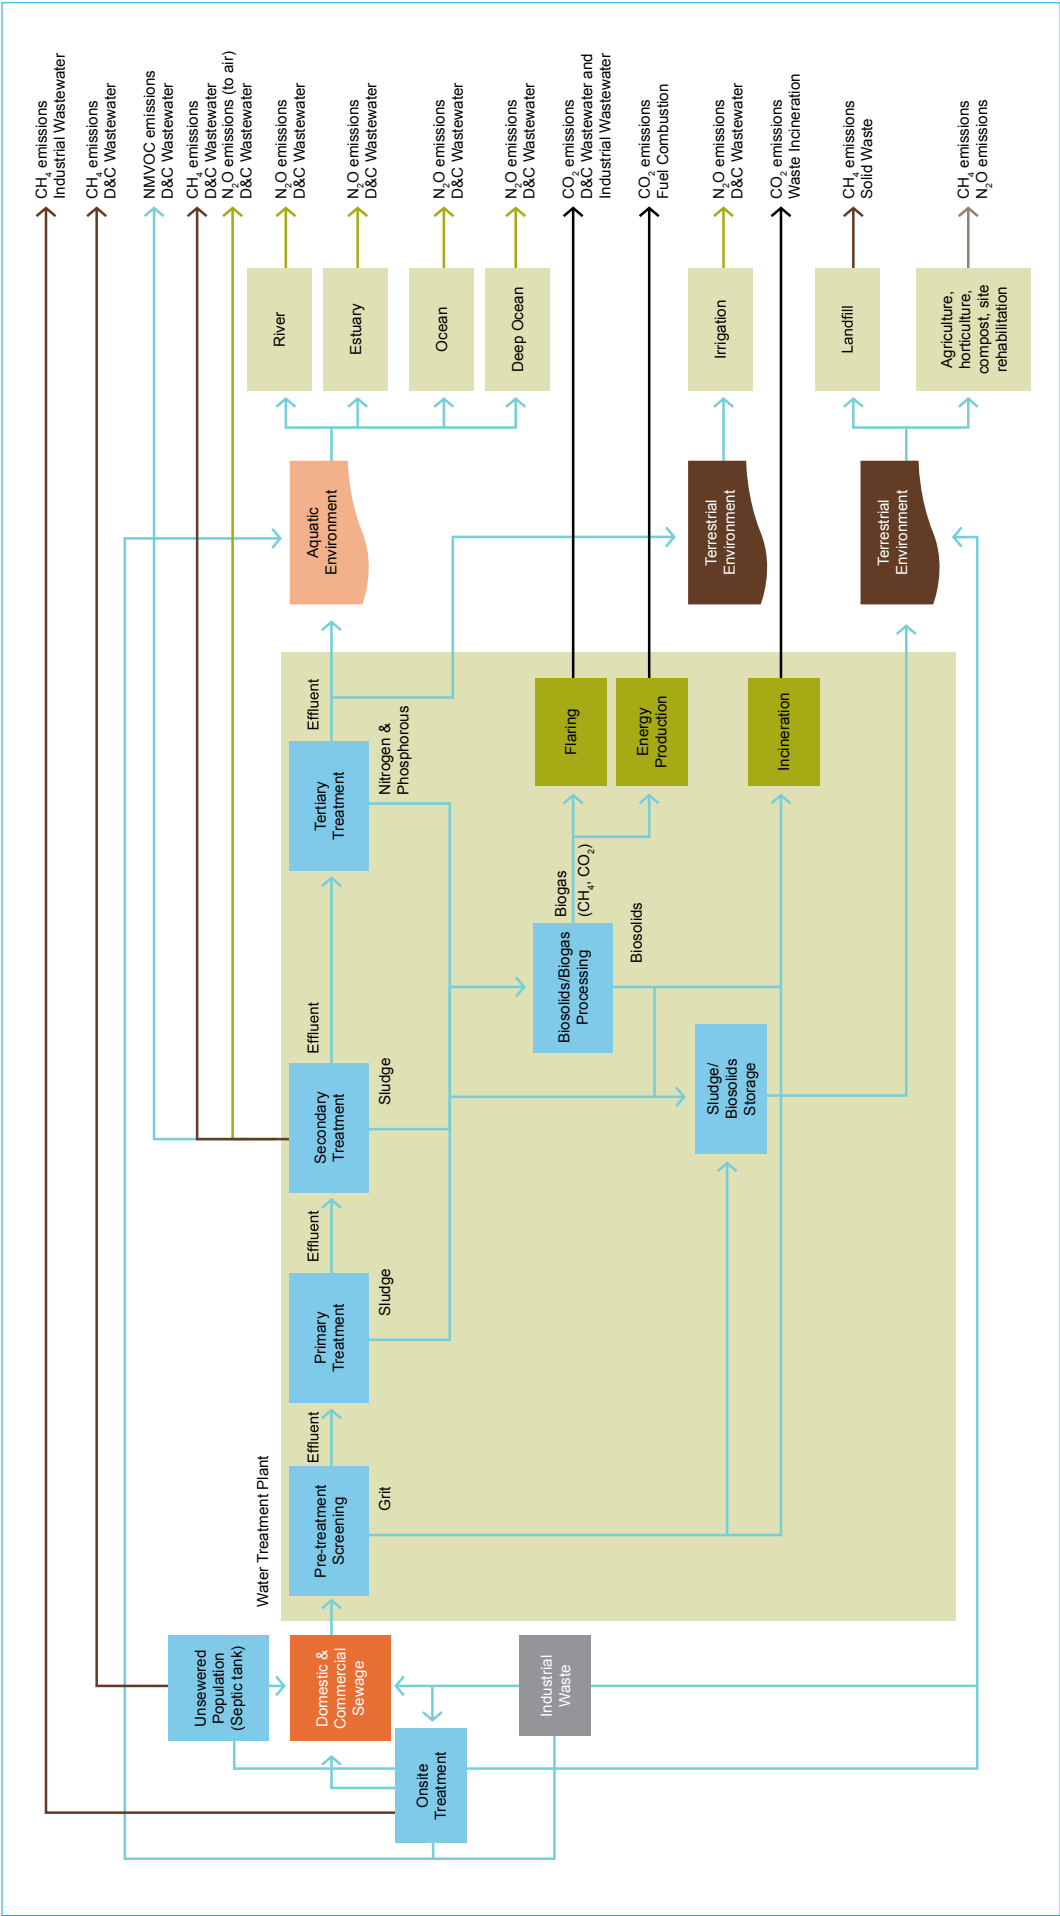 Unsewered
Population
(Septic tank)
Domestic &
Commercial
Sewage
Onsite
Treatment
Industrial
Waste
Water Treatment Plant
Pre-treatment
Screening
Grit
Effluent
Primary
Treatment
Sludge
Effluent
Secondary
Treatment
Sludge
Effluent
Tertiary
Treatment
Nitrogen &
Phosphorous
Effluent
Biosolids/Biogas
Processing
Biogas
(CH₄, CO₂)
Biosolids
Sludge/
Biosolids
Storage
Flaring
Energy
Production
Incineration
Aquatic
Environment
Terrestrial
Environment
Terrestrial
Environment
River
Estuary
Ocean
Deep Ocean
Irrigation
Landfill
Agriculture,
horticulture,
compost, site
rehabilitation
CH₄ emissions
Industrial Wastewater
CH₄ emissions
D&C Wastewater
NMVOC emissions
D&C Wastewater
CH₄ emissions
D&C Wastewater
N₂O emissions (to air)
D&C Wastewater
N₂O emissions
D&C Wastewater
N₂O emissions
D&C Wastewater
N₂O emissions
D&C Wastewater
N₂O emissions
D&C Wastewater
CO₂ emissions
D&C Wastewater and
Industrial Wastewater
CO₂ emissions
Fuel Combustion
N₂O emissions
D&C Wastewater
CO₂ emissions
Waste Incineration
CH₄ emissions
Solid Waste
CH₄ emissions
N₂O emissions